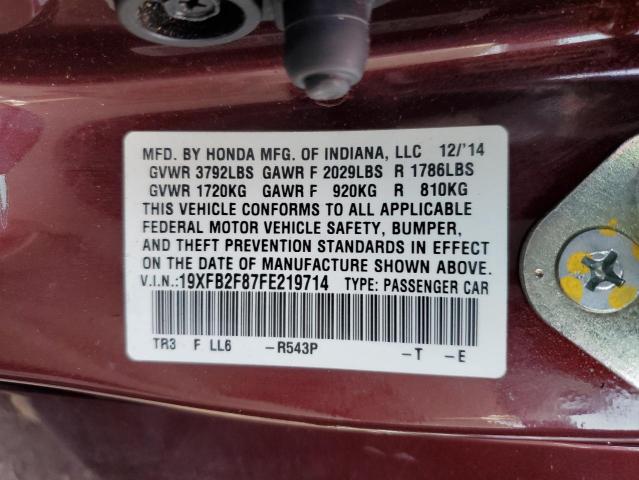 MFD. BY HONDA MFG. OF INDIANA, LLC 12/'14
GVWR 3792LBS GAWR F 2029LBS R 1786LBS
GVWR 1720KG GAWR F 920KG R 810KG
THIS VEHICLE CONFORMS TO ALL APPLICABLE
FEDERAL MOTOR VEHICLE SAFETY, BUMPER,
AND THEFT PREVENTION STANDARDS IN EFFECT
ON THE DATE OF MANUFACTURE SHOWN ABOVE.
V.I.N.:19XFB2F87FE219714 TYPE: PASSENGER CAR
TR3 F LL6 -R543P -T -E